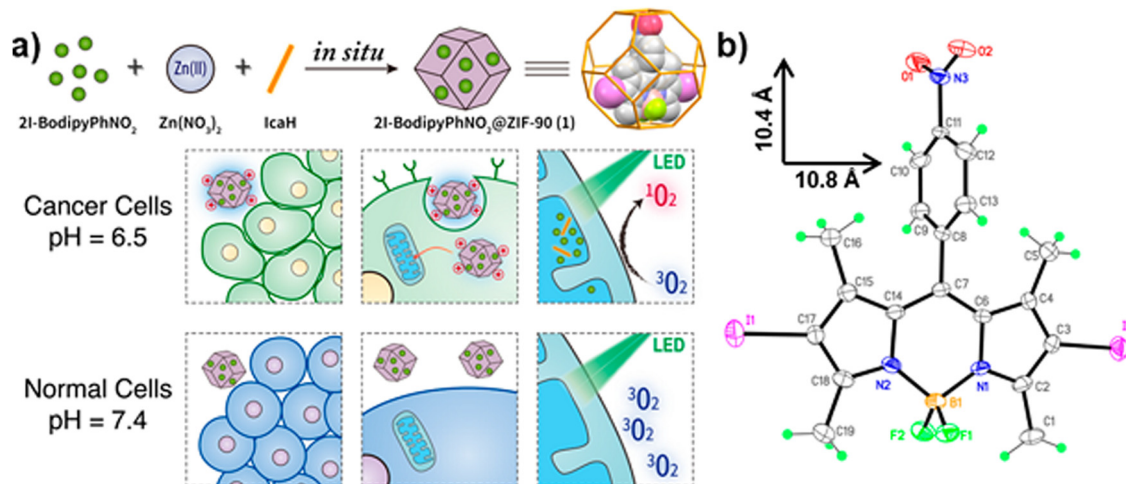 a)
+ Zn(II) + in situ
2I-BodipyPhNO₂ Zn(NO₃)₂ IcaH 2I-BodipyPhNO₂@ZIF-90 (1)
Cancer Cells
pH = 6.5
LED
¹O₂
³O₂
Normal Cells
pH = 7.4
LED
³O₂
³O₂
³O₂
b)
10.4 Å
10.8 Å
O1
O2
N3
C11
C10
C12
C9
C13
C8
C16
C5
C15
C7
C4
I1
C17
C14
C6
C3
I
C18
N2
N1
C2
B1
C19
F2
F1
C1